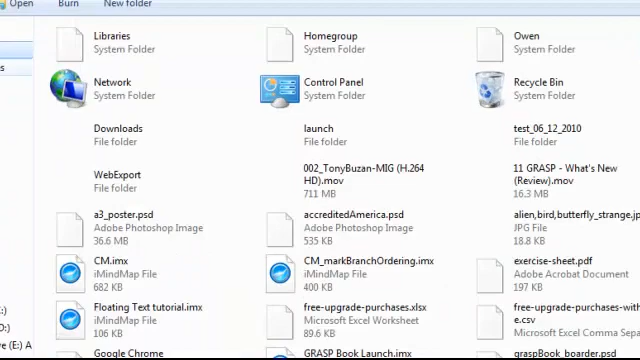 Open Burn New folder
Libraries
System Folder
Homegroup
System Folder
Owen
System Folder
Network
System Folder
Control Panel
System Folder
Recycle Bin
System Folder
Downloads
File folder
launch
File folder
test_06_12_2010
File folder
WebExport
File folder
002_TonyBuzan-MIG (H.264
HD).mov
711 MB
11 GRASP - What's New
(Review).mov
16.3 MB
a3_poster.psd
Adobe Photoshop Image
36.6 MB
accreditedAmerica.psd
Adobe Photoshop Image
535 KB
alien,bird,butterfly_strange.jp
JPG File
18.8 KB
CM.imx
iMindMap File
682 KB
CM_markBranchOrdering.imx
iMindMap File
400 KB
exercise-sheet.pdf
Adobe Acrobat Document
197 KB
Floating Text tutorial.imx
iMindMap File
106 KB
free-upgrade-purchases.xlsx
Microsoft Excel Worksheet
89.6 KB
free-upgrade-purchases-with
e.csv
Microsoft Excel Comma Separ
Google Chrome
GRASP Book Launch.imx
graspBook_boarder.psd
s
:)
D:)
ve (E:) A